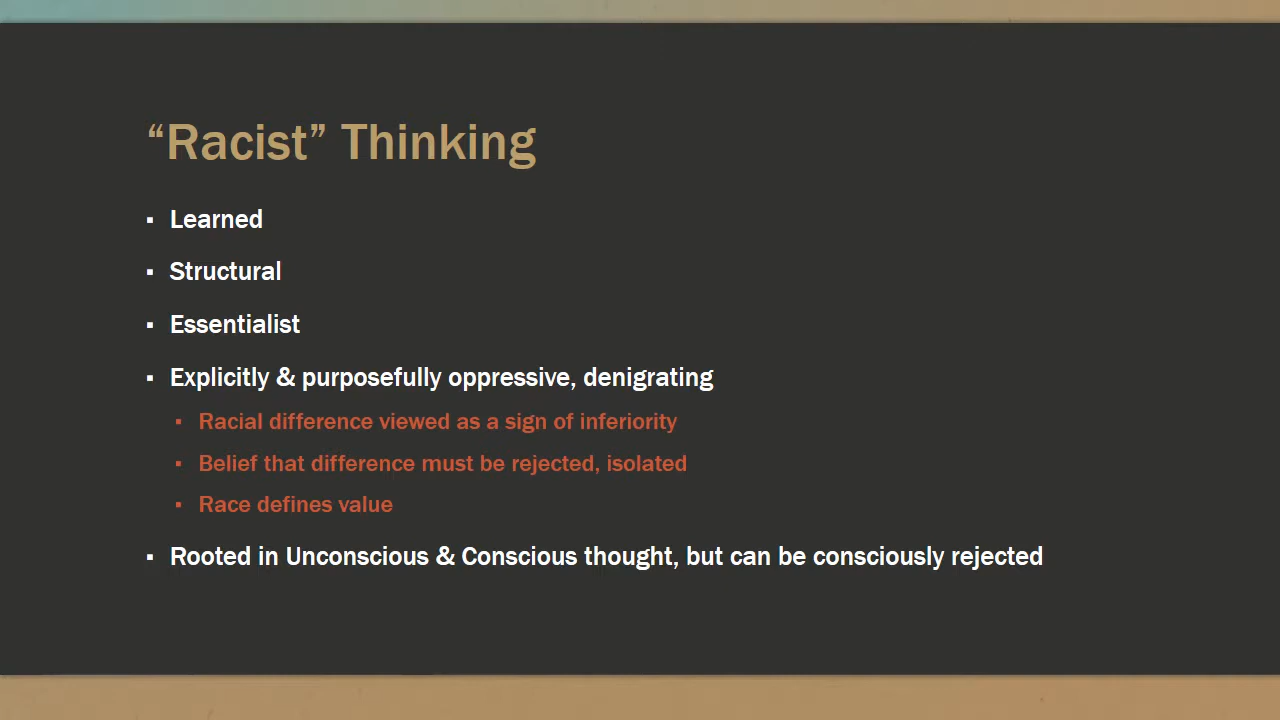 “Racist” Thinking
▪ Learned
▪ Structural
▪ Essentialist
▪ Explicitly & purposefully oppressive, denigrating
▪ Racial difference viewed as a sign of inferiority
▪ Belief that difference must be rejected, isolated
▪ Race defines value
▪ Rooted in Unconscious & Conscious thought, but can be consciously rejected